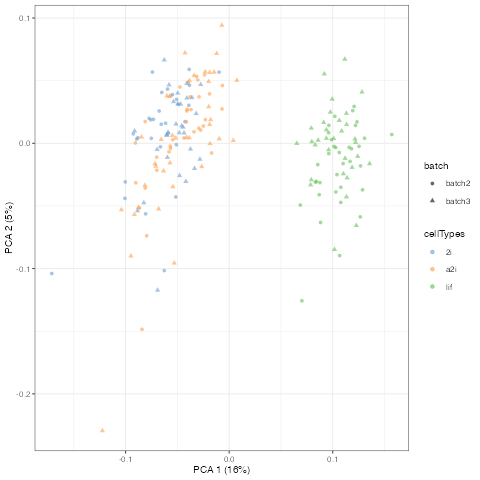 0.1
0.0
-0.1
-0.2
PCA 2 (5%)
-0.1
0.0
0.1
PCA 1 (16%)
batch
batch2
batch3
cellTypes
2i
a2i
lif